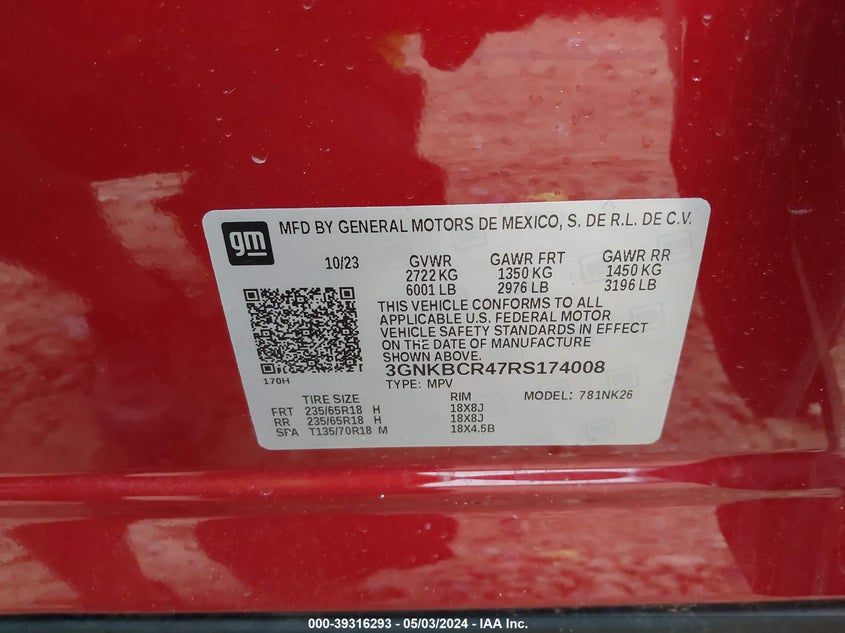 gm
MFD BY GENERAL MOTORS DE MEXICO, S. DE R.L. DE C.V.
10/23 GVWR GAWR FRT GAWR RR
2722 KG 1350 KG 1450 KG
6001 LB 2976 LB 3196 LB
THIS VEHICLE CONFORMS TO ALL
APPLICABLE U.S. FEDERAL MOTOR
VEHICLE SAFETY STANDARDS IN EFFECT
ON THE DATE OF MANUFACTURE
SHOWN ABOVE.
170H
3GNKBCR47RS174008
TYPE: MPV MODEL: 781NK26
TIRE SIZE RIM
FRT 235/65R18 H 18X8J
RR 235/65R18 H 18X8J
SPA T135/70R18 M 18X4.5B
000-39316293 - 05/03/2024 - IAA Inc.